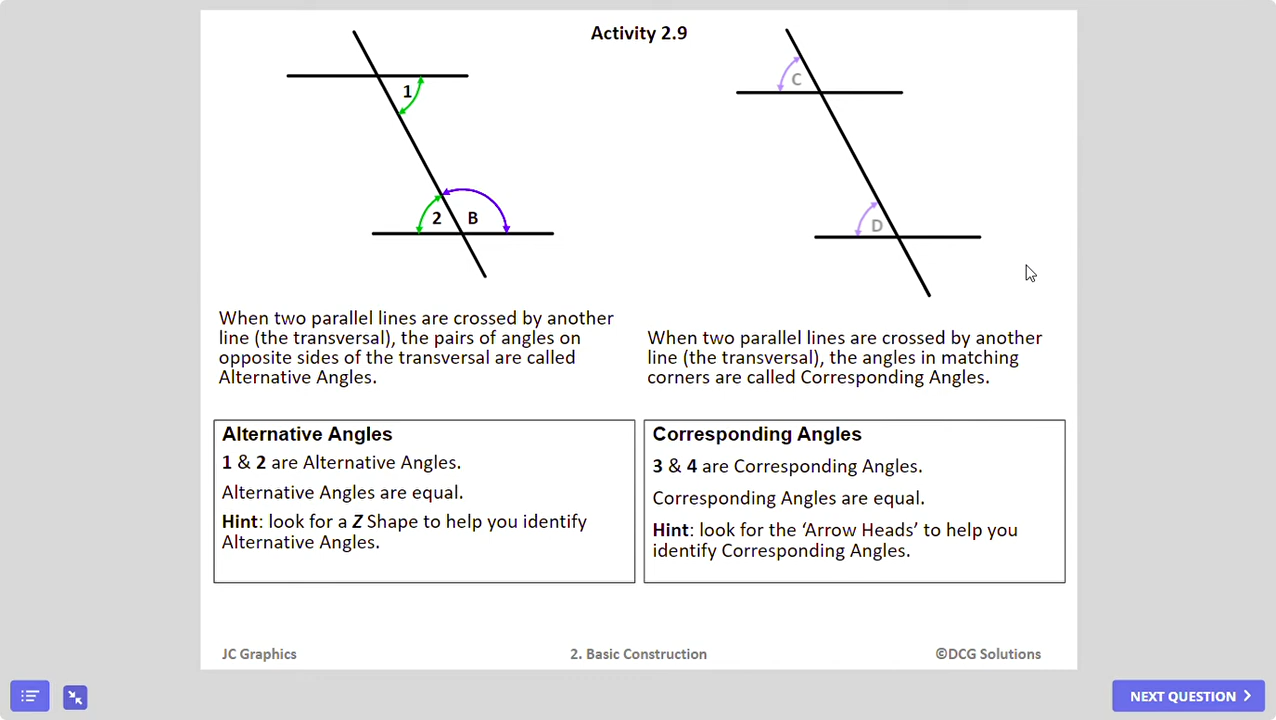 Activity 2.9
1
2
B
C
D
When two parallel lines are crossed by another
line (the transversal), the pairs of angles on
opposite sides of the transversal are called
Alternative Angles.
When two parallel lines are crossed by another
line (the transversal), the angles in matching
corners are called Corresponding Angles.
Alternative Angles
1 & 2 are Alternative Angles.
Alternative Angles are equal.
Hint: look for a Z Shape to help you identify
Alternative Angles.
Corresponding Angles
3 & 4 are Corresponding Angles.
Corresponding Angles are equal.
Hint: look for the ‘Arrow Heads’ to help you
identify Corresponding Angles.
JC Graphics
2. Basic Construction
©DCG Solutions
NEXT QUESTION